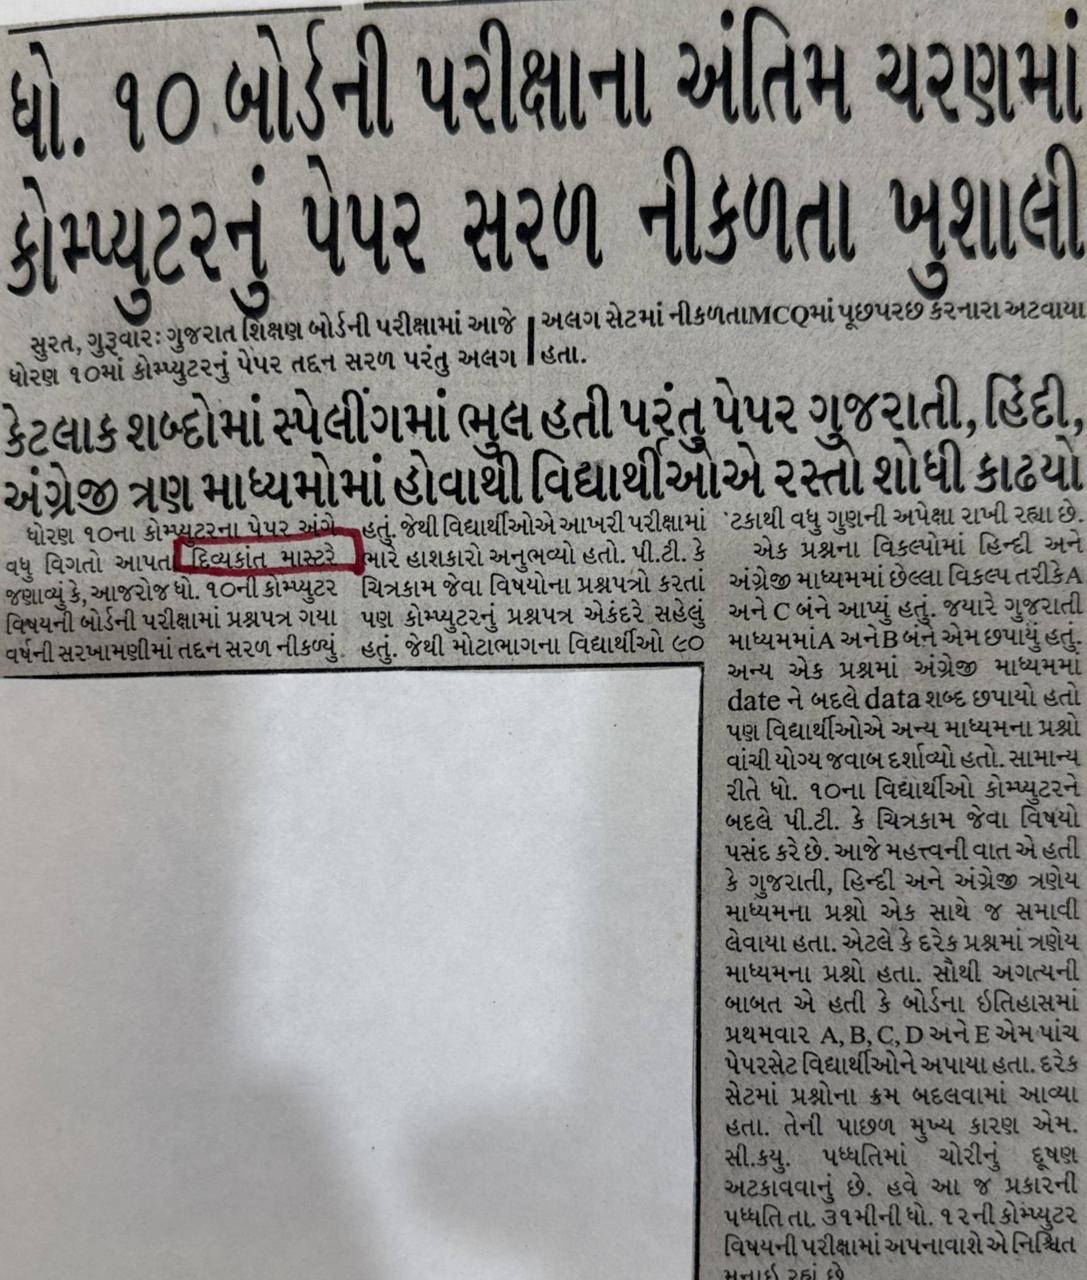 ધો. ૧૦ બોર્ડની પરીક્ષાના અંતિમ ચરણમાં
કોમ્પ્યુટરનું પેપર સરળ નીકળતા ખુશાલી
સુરત, ગુરૂવાર: ગુજરાત શિક્ષણ બોર્ડની પરીક્ષામાં આજે
ધોરણ ૧૦માં કોમ્પ્યુટરનું પેપર તદ્દન સરળ પરંતુ અલગ
અલગ સેટમાં નીકળતાMCQમાં પૂછપરછ કરનારા અટવાયા
હતા.
કેટલાક શબ્દોમાં સ્પેલીંગમાં ભુલ હતી પરંતુ પેપર ગુજરાતી, હિંદી,
અંગ્રેજી ત્રણ માધ્યમોમાં હોવાથી વિદ્યાર્થીઓએ રસ્તો શોધી કાઢયો
ધોરણ ૧૦ના કોમ્પ્યુટરના પેપર અંગે
વધુ વિગતો આપતા દિવ્યકાંત માસ્ટરે
જણાવ્યું કે, આજરોજ ધો. ૧૦ની કોમ્પ્યુટર
વિષયની બોર્ડની પરીક્ષામાં પ્રશ્નપત્ર ગયા
વર્ષની સરખામણીમાં તદ્દન સરળ નીકળ્યું
હતું. જેથી વિદ્યાર્થીઓએ આખરી પરીક્ષામાં
ભારે હાશકારો અનુભવ્યો હતો. પી.ટી. કે
ચિત્રકામ જેવા વિષયોના પ્રશ્નપત્રો કરતાં
પણ કોમ્પ્યુટરનું પ્રશ્નપત્ર એકંદરે સહેલું
હતું. જેથી મોટાભાગના વિદ્યાર્થીઓ ૯૦
ટકાથી વધુ ગુણની અપેક્ષા રાખી રહ્યા છે.
એક પ્રશ્નના વિકલ્પોમાં હિન્દી અને
અંગ્રેજી માધ્યમમાં છેલ્લા વિકલ્પ તરીકે A
અને C બંને આપ્યું હતું. જયારે ગુજરાતી
માધ્યમમાં A અને B બંને એમ છપાયું હતું.
અન્ય એક પ્રશ્નમાં અંગ્રેજી માધ્યમમાં
date ને બદલે data શબ્દ છપાયો હતો
પણ વિદ્યાર્થીઓએ અન્ય માધ્યમના પ્રશ્નો
વાંચી યોગ્ય જવાબ દર્શાવ્યો હતો. સામાન્ય
રીતે ધો. ૧૦ના વિદ્યાર્થીઓ કોમ્પ્યુટરને
બદલે પી.ટી. કે ચિત્રકામ જેવા વિષયો
પસંદ કરે છે. આજે મહત્ત્વની વાત એ હતી
કે ગુજરાતી, હિન્દી અને અંગ્રેજી ત્રણેય
માધ્યમના પ્રશ્નો એક સાથે જ સમાવી
લેવાયા હતા. એટલે કે દરેક પ્રશ્નમાં ત્રણેય
માધ્યમના પ્રશ્નો હતા. સૌથી અગત્યની
બાબત એ હતી કે બોર્ડના ઇતિહાસમાં
પ્રથમવાર A, B, C, D અને E એમ પાંચ
પેપરસેટ વિદ્યાર્થીઓને અપાયા હતા. દરેક
સેટમાં પ્રશ્નોના ક્રમ બદલવામાં આવ્યા
હતા. તેની પાછળ મુખ્ય કારણ એમ.
સી.કયુ. પધ્ધતિમાં ચોરીનું દૂષણ
અટકાવવાનું છે. હવે આ જ પ્રકારની
પધ્ધતિ તા. ૩૧મીની ધો. ૧૨ની કોમ્પ્યુટર
વિષયની પરીક્ષામાં અપનાવાશે એ નિશ્ચિત
મનાઇ રહ્યું છે.